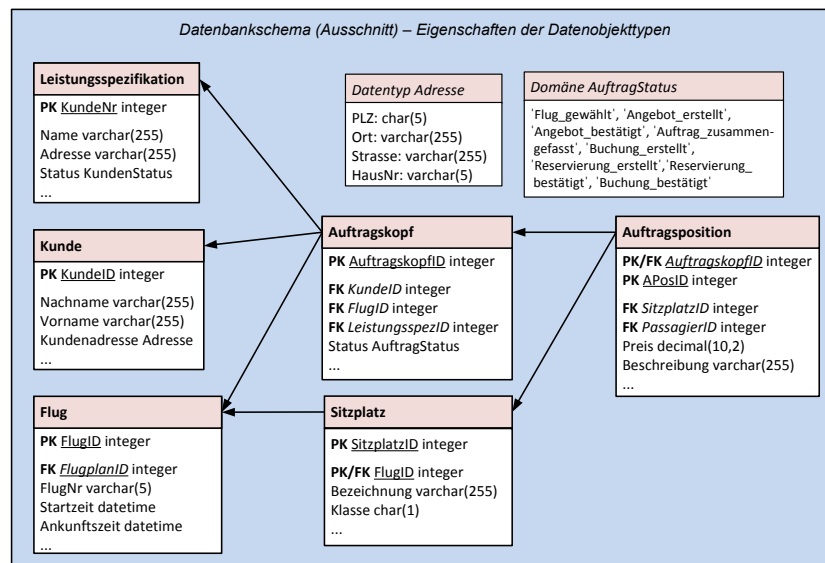 Datenbankschema (Ausschnitt) – Eigenschaften der Datenobjekttypen
Leistungsspezifikation
PK KundeNr integer
Name varchar(255)
Adresse varchar(255)
Status KundenStatus
...
Datentyp Adresse
PLZ: char(5)
Ort: varchar(255)
Strasse: varchar(255)
HausNr: varchar(5)
Domäne AuftragStatus
'Flug_gewählt', 'Angebot_erstellt',
'Angebot_bestätigt', 'Auftrag_zusammen-
gefasst', 'Buchung_erstellt',
'Reservierung_erstellt','Reservierung_
bestätigt', 'Buchung_bestätigt'
Kunde
PK KundeID integer
Nachname varchar(255)
Vorname varchar(255)
Kundenadresse Adresse
...
Auftragskopf
PK AuftragskopfID integer
FK KundeID integer
FK FlugID integer
FK LeistungsspezID integer
Status AuftragStatus
...
Auftragsposition
PK/FK AuftragskopfID integer
PK APosID integer
FK SitzplatzID integer
FK PassagierID integer
Preis decimal(10,2)
Beschreibung varchar(255)
...
Flug
PK FlugID integer
FK FlugplanID integer
FlugNr varchar(5)
Startzeit datetime
Ankunftszeit datetime
...
Sitzplatz
PK SitzplatzID integer
PK/FK FlugID integer
Bezeichnung varchar(255)
Klasse char(1)
...